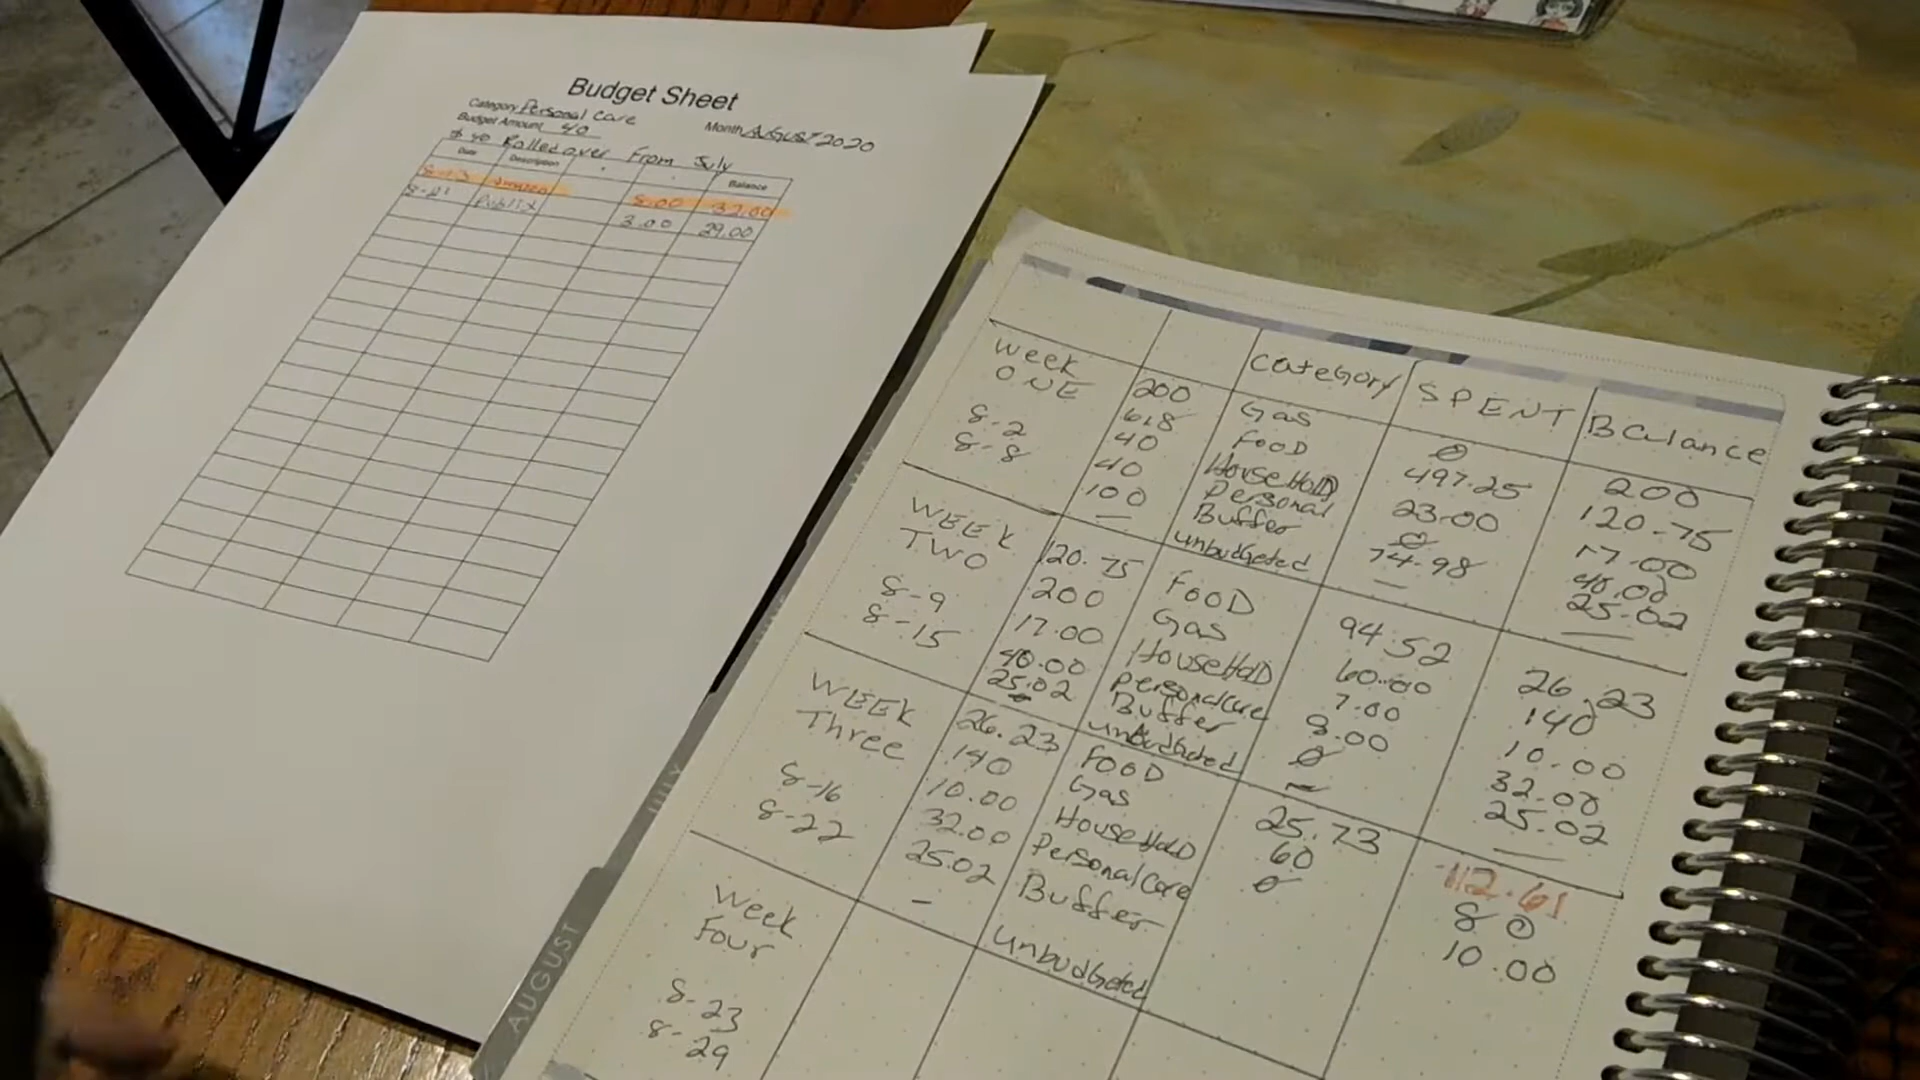 Budget Sheet
Category Personal Care
Month August 2020
Budget Amount 40
$40 Rolledover From July
Date Description Balance
8-13 Amazon 8.00 32.00
8-21 Publix 3.00 29.00
Category SPENT Balance
Week ONE 8-2 8-8
200 Gas 0 200
618 FOOD 497.25 120.75
40 HouseHolD 23.00 17.00
40 Personal 0 40.00
100 Buffer 74.98 25.02
— unbudgeted — —
WEEK TWO 8-9 8-15
120.75 FOOD 94.52 26.23
200 Gas 60.00 140
17.00 HouseHolD 7.00 10.00
40.00 Personalcare 8.00 32.00
25.02 Buffer 0 25.02
unbudgeted — —
WEEK Three 8-16 8-22
26.23 FOOD 25.73 112.61
140 Gas 60 80
10.00 HouseHolD 0 10.00
32.00 Personal Care
25.02 Buffer
— unbudgeted
Week Four 8-23 8-29
JULY
AUGUST